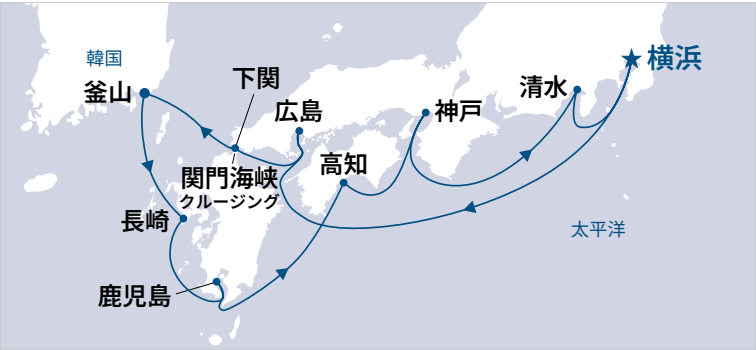 韓国
釜山
下関
広島
神戸
清水
横浜
高知
関門海峡
クルージング
長崎
太平洋
鹿児島